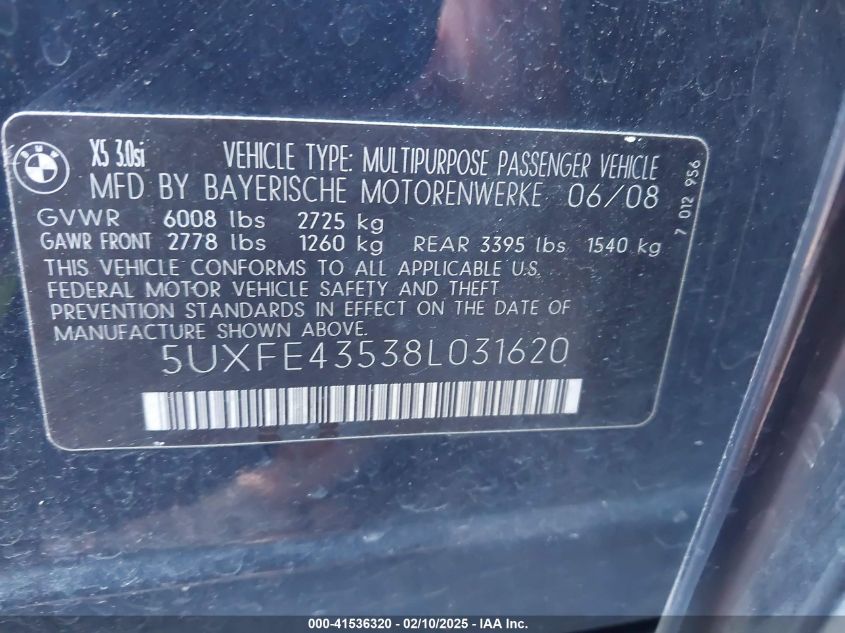 BMW
X5 3.0si VEHICLE TYPE: MULTIPURPOSE PASSENGER VEHICLE
MFD BY BAYERISCHE MOTORENWERKE 06/08
GVWR 6008 lbs 2725 kg
GAWR FRONT 2778 lbs 1260 kg REAR 3395 lbs 1540 kg
THIS VEHICLE CONFORMS TO ALL APPLICABLE U.S.
FEDERAL MOTOR VEHICLE SAFETY AND THEFT
PREVENTION STANDARDS IN EFFECT ON THE DATE OF
MANUFACTURE SHOWN ABOVE.
5UXFE43538L031620
7 012 956
000-41536320 - 02/10/2025 - IAA Inc.